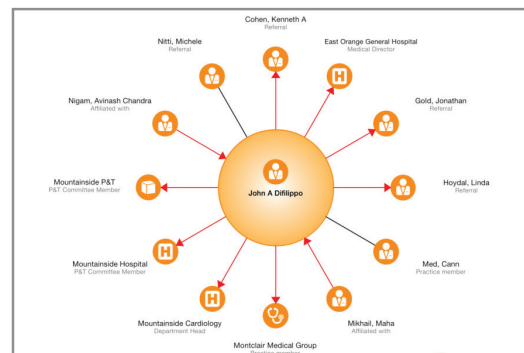 Cohen, Kenneth A
Referral
Nitti, Michele
Referral
East Orange General Hospital
Medical Director
Nigam, Avinash Chandra
Affiliated with
Gold, Jonathan
Referral
Mountainside P&T
P&T Committee Member
John A Difilippo
Hoydal, Linda
Referral
Mountainside Hospital
P&T Committee Member
H
H
Med, Cann
Practice member
Mountainside Cardiology
Department Head
H
Mikhail, Maha
Affiliated with
Montclair Medical Group
Practice member